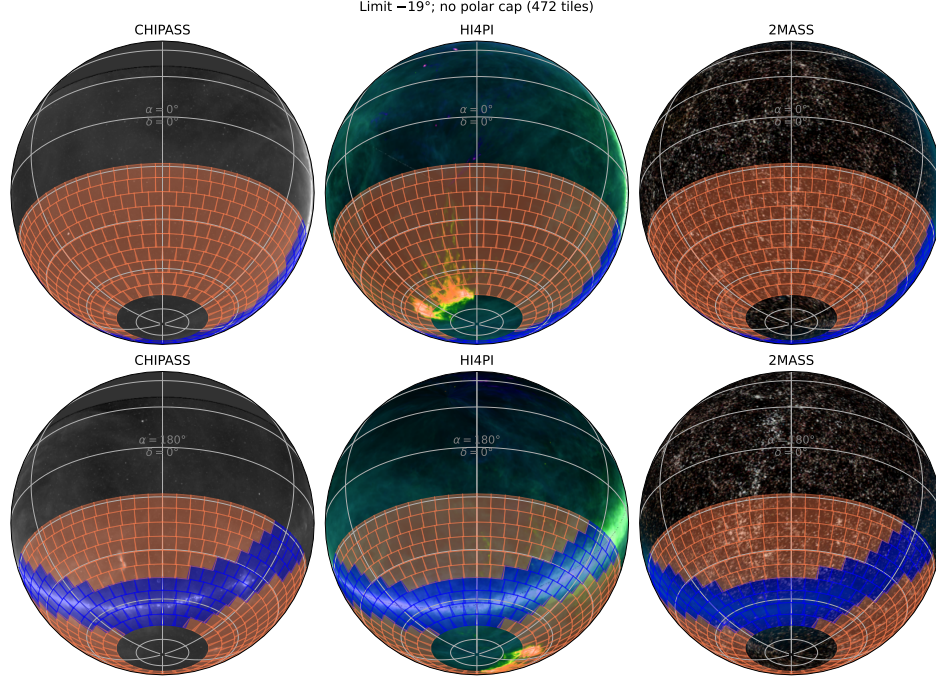 Limit −19°; no polar cap (472 tiles)
CHIPASS HI4PI 2MASS
α = 0° α = 0° α = 0°
δ = 0° δ = 0° δ = 0°
CHIPASS HI4PI 2MASS
α = 180° α = 180° α = 180°
δ = 0° δ = 0° δ = 0°